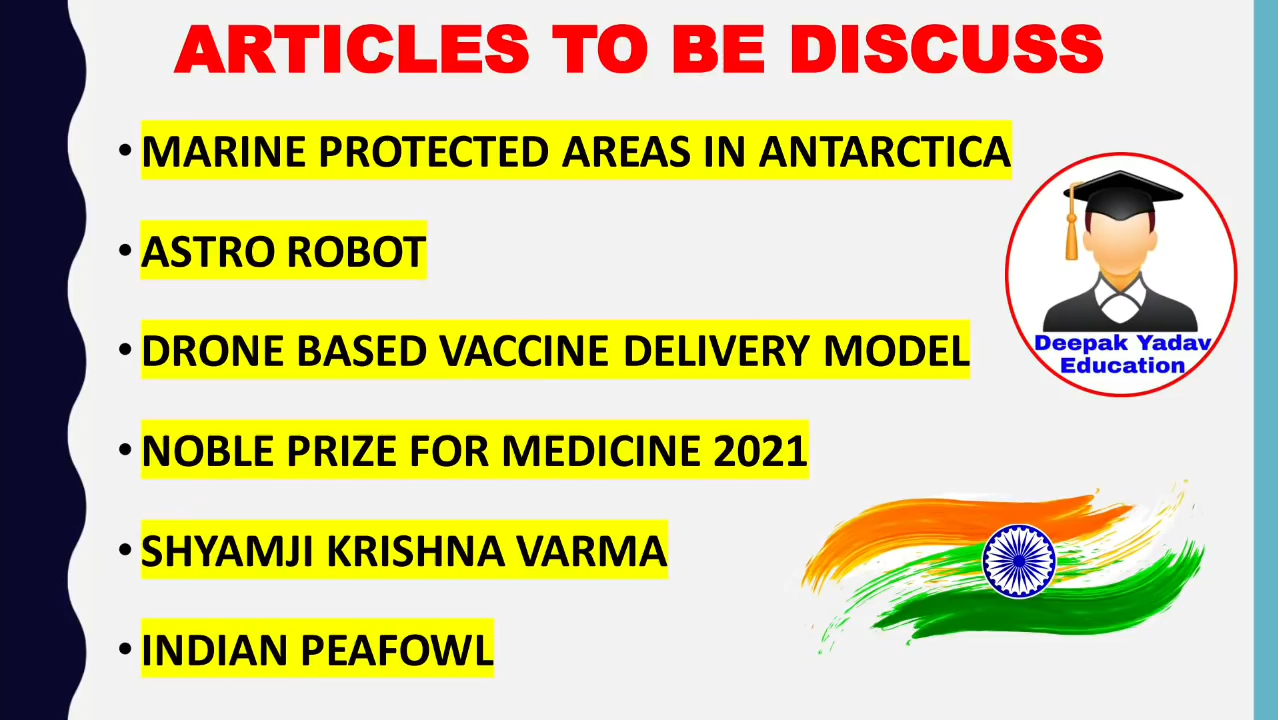 ARTICLES TO BE DISCUSS
• MARINE PROTECTED AREAS IN ANTARCTICA
• ASTRO ROBOT
• DRONE BASED VACCINE DELIVERY MODEL
Deepak Yadav
Education
• NOBLE PRIZE FOR MEDICINE 2021
• SHYAMJI KRISHNA VARMA
• INDIAN PEAFOWL